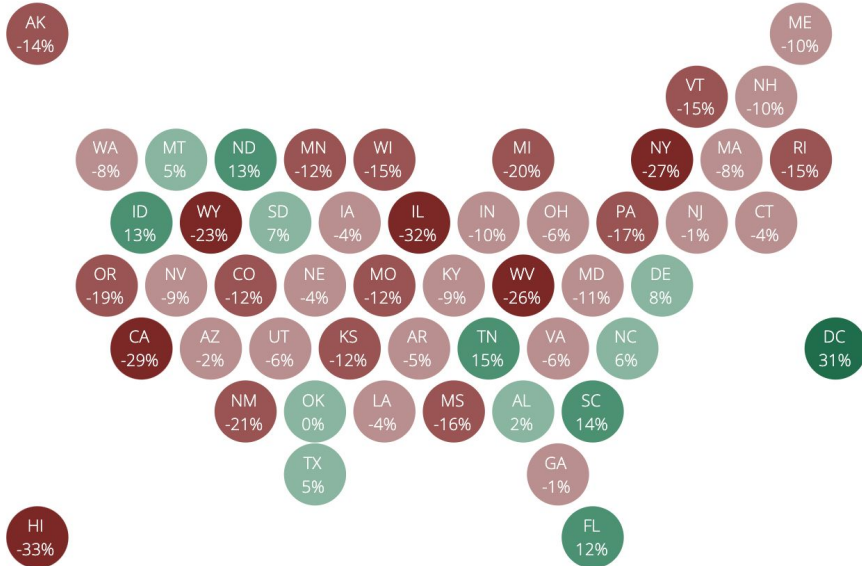 AK
-14%
ME
-10%
VT
-15%
NH
-10%
WA
-8%
MT
5%
ND
13%
MN
-12%
WI
-15%
MI
-20%
NY
-27%
MA
-8%
RI
-15%
ID
13%
WY
-23%
SD
7%
IA
-4%
IL
-32%
IN
-10%
OH
-6%
PA
-17%
NJ
-1%
CT
-4%
OR
-19%
NV
-9%
CO
-12%
NE
-4%
MO
-12%
KY
-9%
WV
-26%
MD
-11%
DE
8%
CA
-29%
AZ
-2%
UT
-6%
KS
-12%
AR
-5%
TN
15%
VA
-6%
NC
6%
DC
31%
NM
-21%
OK
0%
LA
-4%
MS
-16%
AL
2%
SC
14%
TX
5%
GA
-1%
HI
-33%
FL
12%